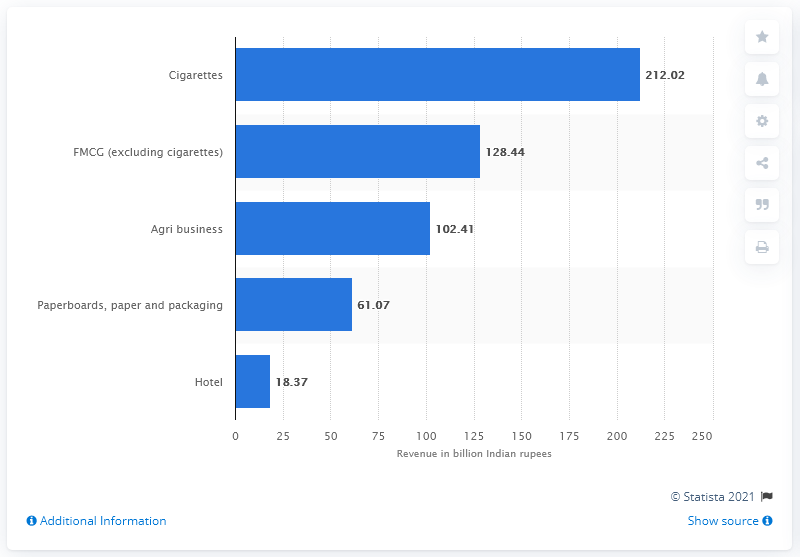 Cigarettes
212.02
FMCG (excluding cigarettes)
128.44
Agri business
102.41
Paperboards, paper and packaging
61.07
Hotel
18.37
0 25 50 75 100 125 150 175 200 225 250
Revenue in billion Indian rupees
© Statista 2021
Additional Information
Show source